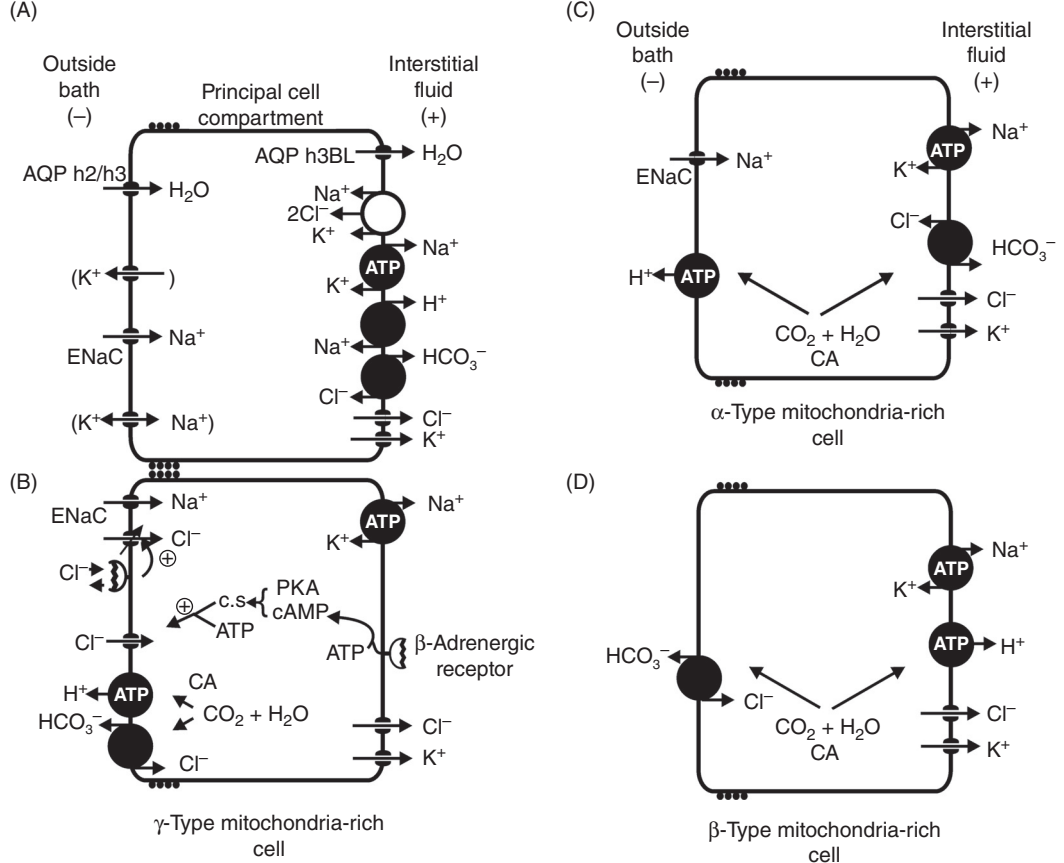 (A)
Outside
bath
(–)
Principal cell
compartment
Interstitial
fluid
(+)
AQP h2/h3
H₂O
AQP h3BL
H₂O
Na⁺
2Cl⁻
K⁺
Na⁺
ATP
K⁺
(K⁺ )
H⁺
ENaC
Na⁺
Na⁺
HCO₃⁻
Cl⁻
(K⁺ Na⁺)
Cl⁻
K⁺
(B)
ENaC
Na⁺
Cl⁻
Cl⁻
⊕
Na⁺
ATP
K⁺
⊕
c.s
PKA
cAMP
ATP
ATP
β-Adrenergic
receptor
Cl⁻
H⁺
ATP
CA
HCO₃⁻
CO₂ + H₂O
Cl⁻
Cl⁻
K⁺
γ-Type mitochondria-rich
cell
(C)
Outside
bath
(–)
Interstitial
fluid
(+)
ENaC
Na⁺
Na⁺
ATP
K⁺
Cl⁻
HCO₃⁻
H⁺
ATP
CO₂ + H₂O
CA
Cl⁻
K⁺
α-Type mitochondria-rich
cell
(D)
Na⁺
ATP
K⁺
ATP
H⁺
HCO₃⁻
Cl⁻
CO₂ + H₂O
CA
Cl⁻
K⁺
β-Type mitochondria-rich
cell